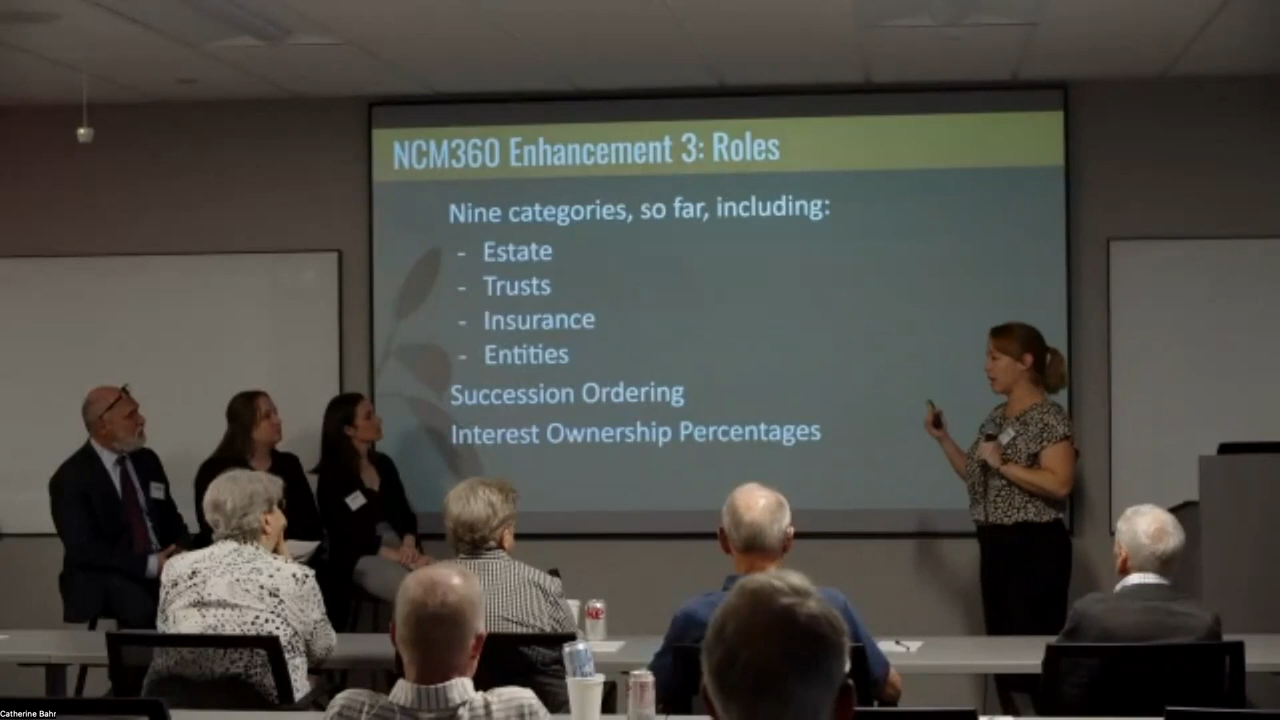 NCM360 Enhancement 3: Roles
Nine categories, so far, including:
- Estate
- Trusts
- Insurance
- Entities
Succession Ordering
Interest Ownership Percentages
Catherine Bahr